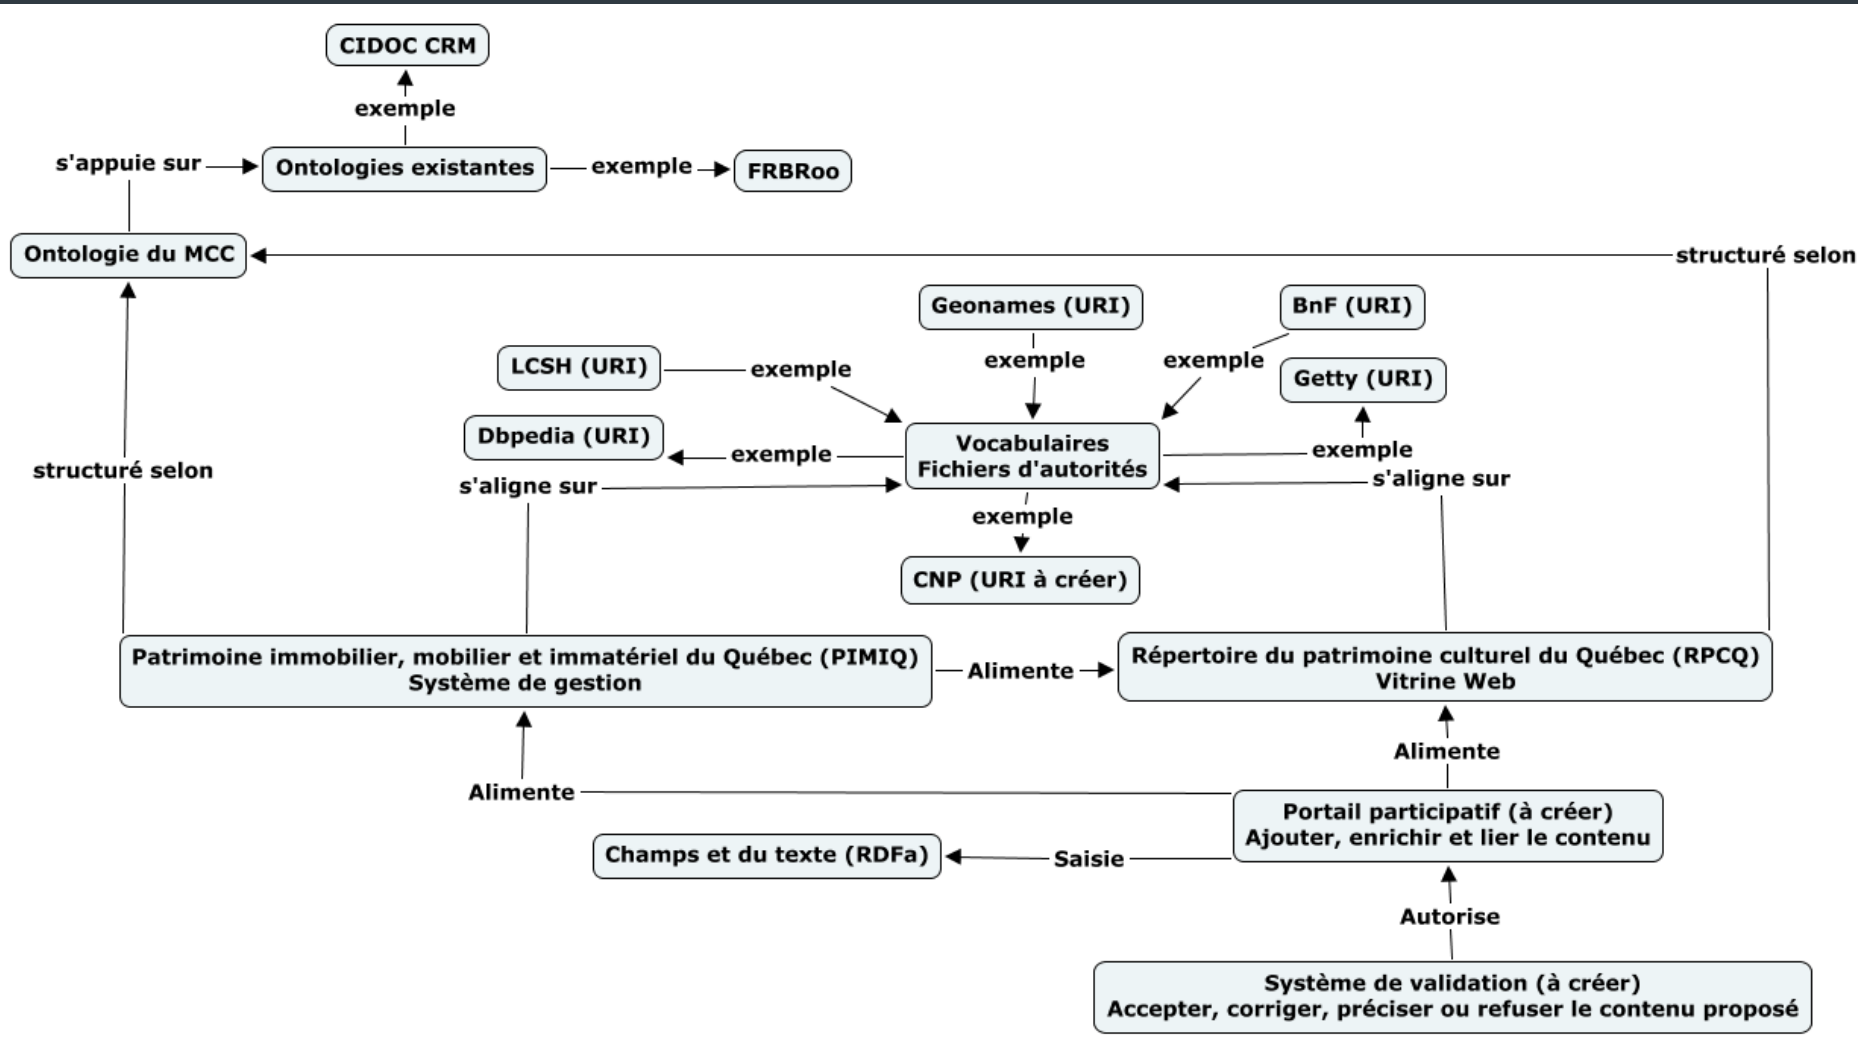 CIDOC CRM
exemple
s'appuie sur
Ontologies existantes
exemple
FRBRoo
Ontologie du MCC
structuré selon
Geonames (URI)
BnF (URI)
exemple
exemple
LCSH (URI)
exemple
Getty (URI)
Dbpedia (URI)
exemple
Vocabulaires
Fichiers d'autorités
exemple
structuré selon
s'aligne sur
s'aligne sur
exemple
CNP (URI à créer)
Patrimoine immobilier, mobilier et immatériel du Québec (PIMIQ)
Système de gestion
Alimente
Répertoire du patrimoine culturel du Québec (RPCQ)
Vitrine Web
Alimente
Alimente
Portail participatif (à créer)
Ajouter, enrichir et lier le contenu
Champs et du texte (RDFa)
Saisie
Autorise
Système de validation (à créer)
Accepter, corriger, préciser ou refuser le contenu proposé